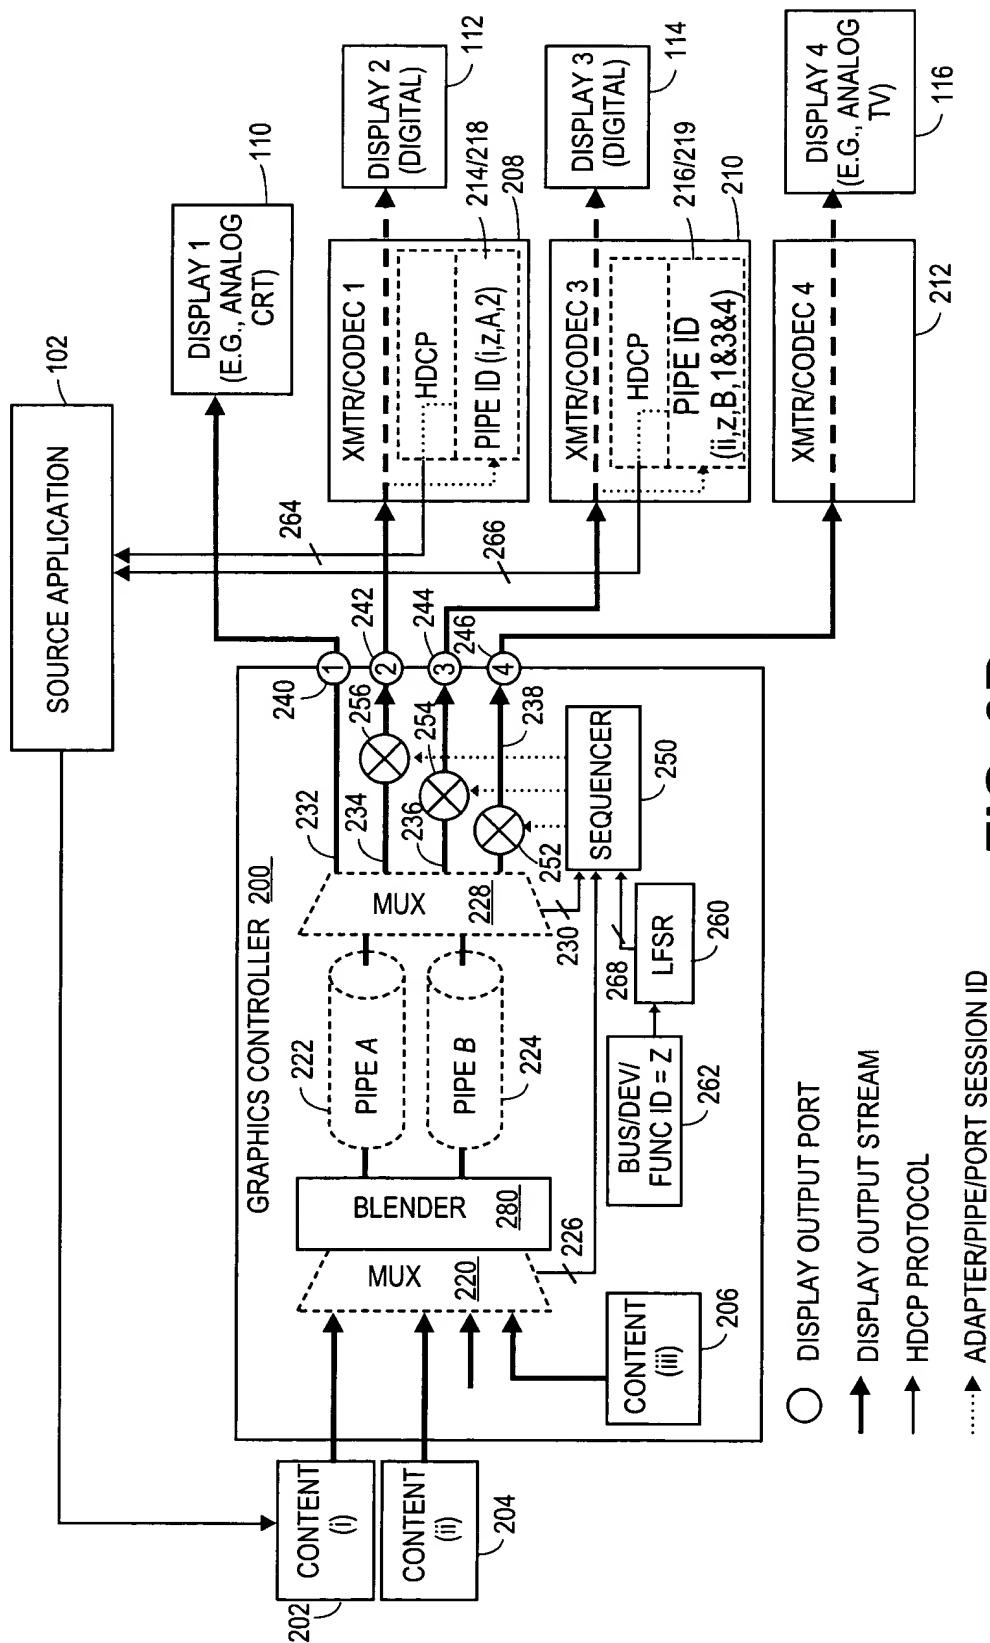 SOURCE APPLICATION
102
DISPLAY 1
(E.G., ANALOG
CRT)
110
264
266
XMTR/CODEC 1
HDCP
PIPE ID (i,z,A,2)
214/218
208
DISPLAY 2
(DIGITAL)
112
XMTR/CODEC 3
HDCP
PIPE ID
(ii,z,B,1&3&4)
216/219
210
DISPLAY 3
(DIGITAL)
114
XMTR/CODEC 4
212
DISPLAY 4
(E.G., ANALOG
TV)
116
GRAPHICS CONTROLLER 200
CONTENT
(i)
202
CONTENT
(ii)
204
CONTENT
(iii)
206
MUX
220
226
BLENDER
280
PIPE A
222
PIPE B
224
MUX
228
230
232
234
236
238
256
254
252
240
1
242
2
244
3
246
4
SEQUENCER
250
268
LFSR
260
BUS/DEV/
FUNC ID = Z
262
DISPLAY OUTPUT PORT
DISPLAY OUTPUT STREAM
HDCP PROTOCOL
ADAPTER/PIPE/PORT SESSION ID